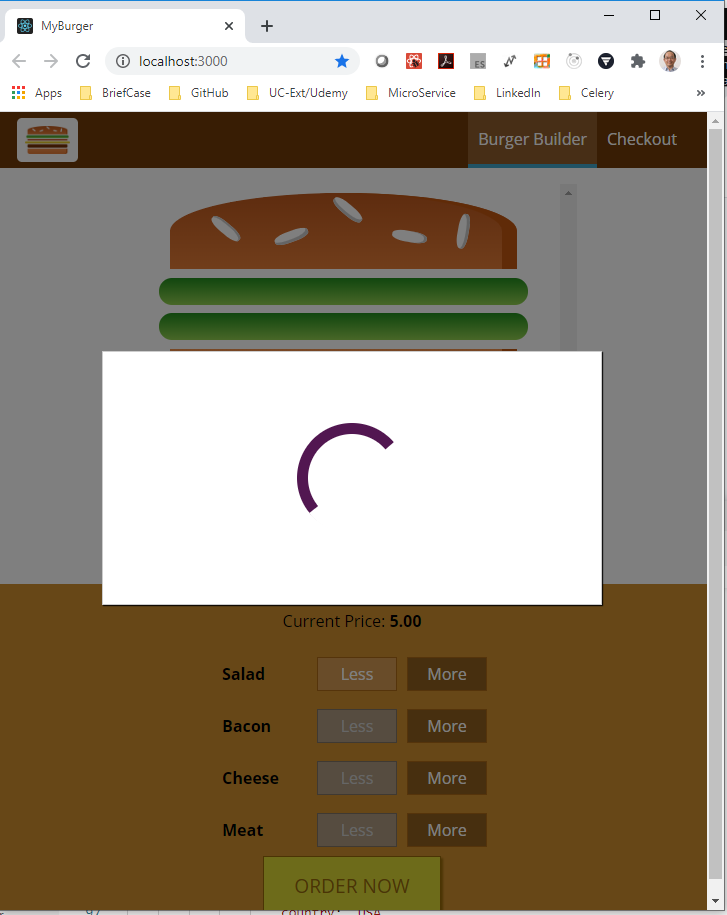 MyBurger
localhost:3000
ES
Apps BriefCase GitHub UC-Ext/Udemy MicroService LinkedIn Celery »
Burger Builder Checkout
Current Price: 5.00
Salad Less More
Bacon Less More
Cheese Less More
Meat Less More
ORDER NOW